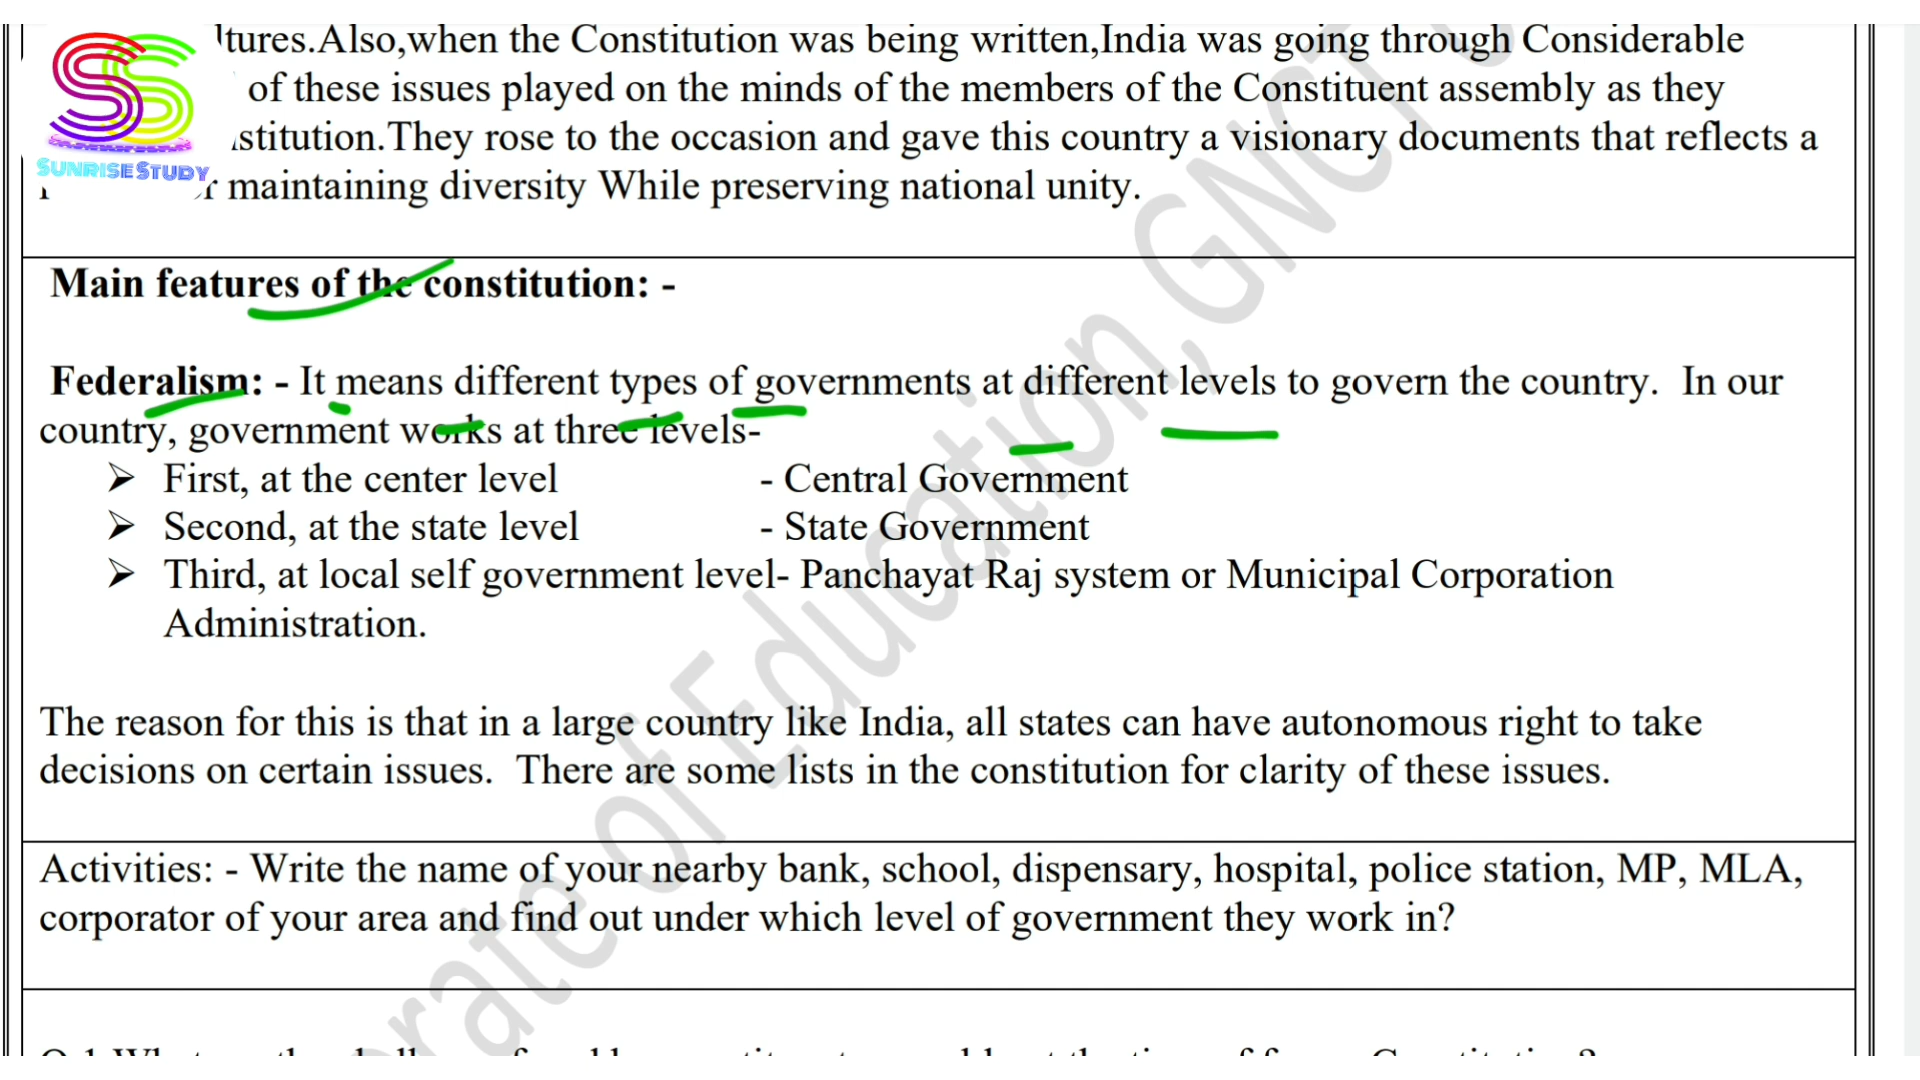 tures.Also,when the Constitution was being written,India was going through Considerable
of these issues played on the minds of the members of the Constituent assembly as they
stitution.They rose to the occasion and gave this country a visionary documents that reflects a
SUNRISE STUDY
maintaining diversity While preserving national unity.
Main features of the constitution: -
Federalism: - It means different types of governments at different levels to govern the country. In our
country, government works at three levels-
➢ First, at the center level - Central Government
➢ Second, at the state level - State Government
➢ Third, at local self government level- Panchayat Raj system or Municipal Corporation
Administration.
The reason for this is that in a large country like India, all states can have autonomous right to take
decisions on certain issues. There are some lists in the constitution for clarity of these issues.
Activities: - Write the name of your nearby bank, school, dispensary, hospital, police station, MP, MLA,
corporator of your area and find out under which level of government they work in?
rate of Education, GNCT